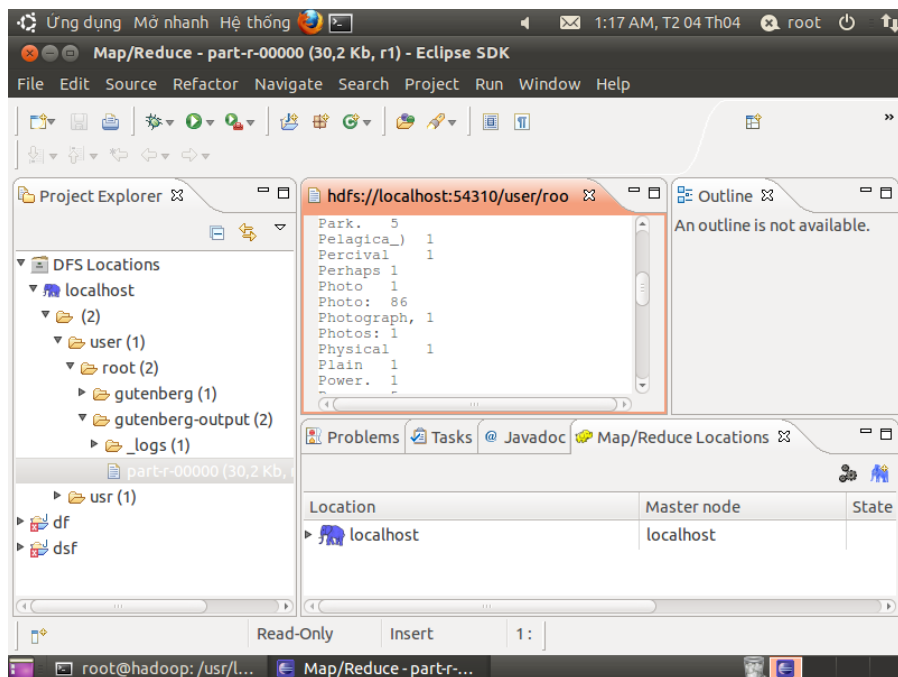 Ứng dụng Mở nhanh Hệ thống 1:17 AM, T2 04 Th04 root
Map/Reduce - part-r-00000 (30,2 Kb, r1) - Eclipse SDK
File Edit Source Refactor Navigate Search Project Run Window Help
Project Explorer
DFS Locations
localhost
(2)
user (1)
root (2)
gutenberg (1)
gutenberg-output (2)
_logs (1)
part-r-00000 (30,2 Kb, r
usr (1)
df
dsf
hdfs://localhost:54310/user/roo
Park. 5
Pelagica_) 1
Percival 1
Perhaps 1
Photo 1
Photo: 86
Photograph, 1
Photos: 1
Physical 1
Plain 1
Power. 1
Outline
An outline is not available.
Problems Tasks @ Javadoc Map/Reduce Locations
Location Master node State
localhost localhost
Read-Only Insert 1 :
root@hadoop: /usr/l... Map/Reduce - part-r-...